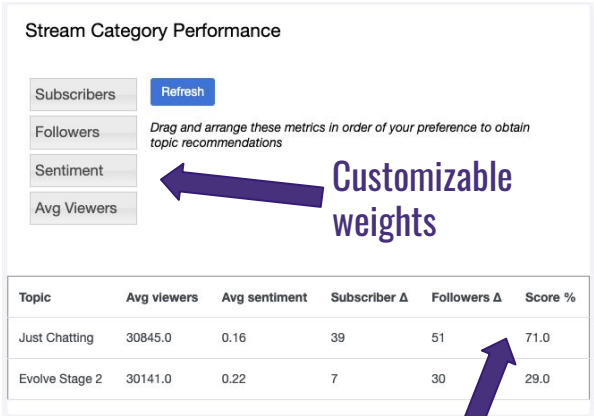 Stream Category Performance
Subscribers
Refresh
Followers
Drag and arrange these metrics in order of your preference to obtain
topic recommendations
Sentiment
Avg Viewers
Customizable
weights
Topic Avg viewers Avg sentiment Subscriber Δ Followers Δ Score %
Just Chatting 30845.0 0.16 39 51 71.0
Evolve Stage 2 30141.0 0.22 7 30 29.0